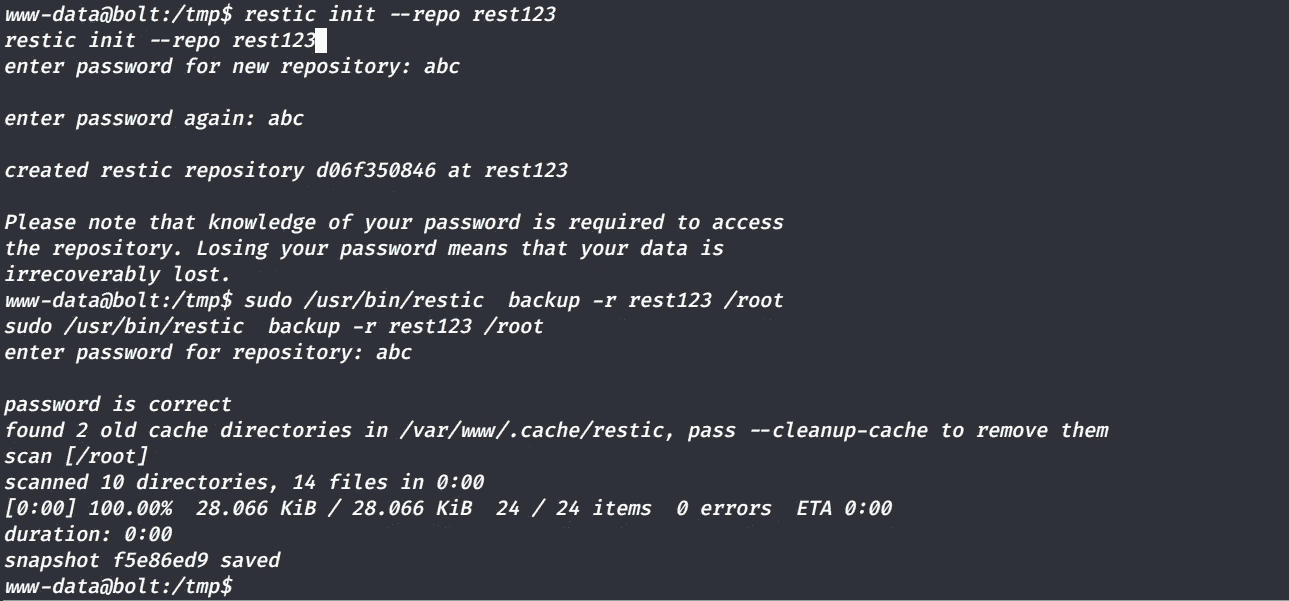 www-data@bolt:/tmp$ restic init --repo rest123
restic init --repo rest123
enter password for new repository: abc
enter password again: abc
created restic repository d06f350846 at rest123
Please note that knowledge of your password is required to access
the repository. Losing your password means that your data is
irrecoverably lost.
www-data@bolt:/tmp$ sudo /usr/bin/restic  backup -r rest123 /root
sudo /usr/bin/restic  backup -r rest123 /root
enter password for repository: abc
password is correct
found 2 old cache directories in /var/www/.cache/restic, pass --cleanup-cache to remove them
scan [/root]
scanned 10 directories, 14 files in 0:00
[0:00] 100.00%  28.066 KiB / 28.066 KiB  24 / 24 items  0 errors  ETA 0:00
duration: 0:00
snapshot f5e86ed9 saved
www-data@bolt:/tmp$